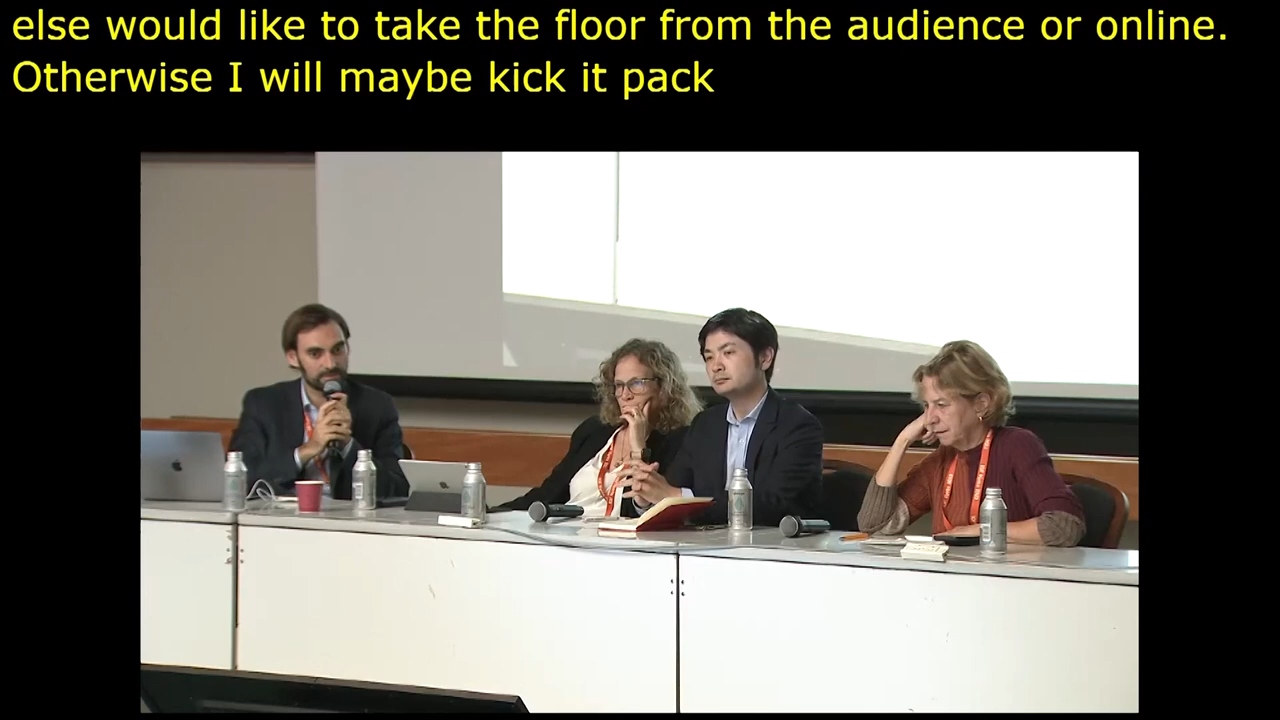 else would like to take the floor from the audience or online.
Otherwise I will maybe kick it pack